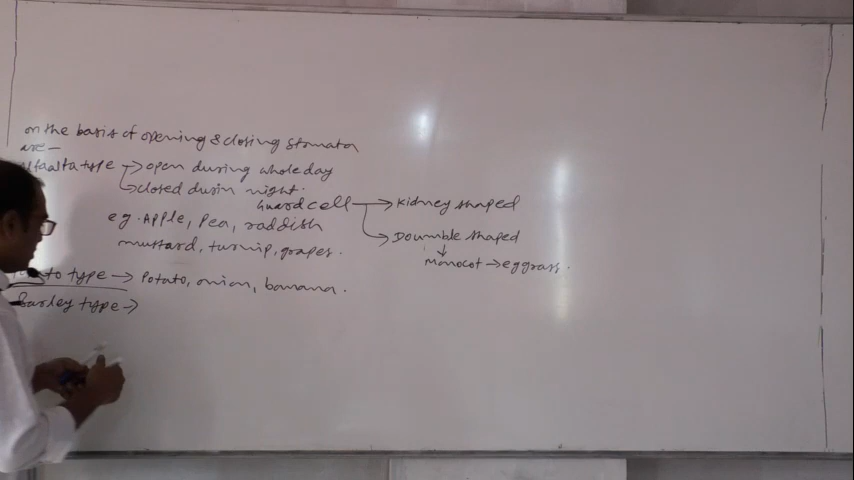 on the basis of opening & closing stomata
are -
lfaalta type → open during whole day
→ closed durin night.
Guard cell → Kidney shaped
eg. Apple, Pea, raddish
→ Doumble shaped
mustard, turnip, grapes.
↓
Monocot → eg grass.
to type → Potato, onion, banana.
Barley type →